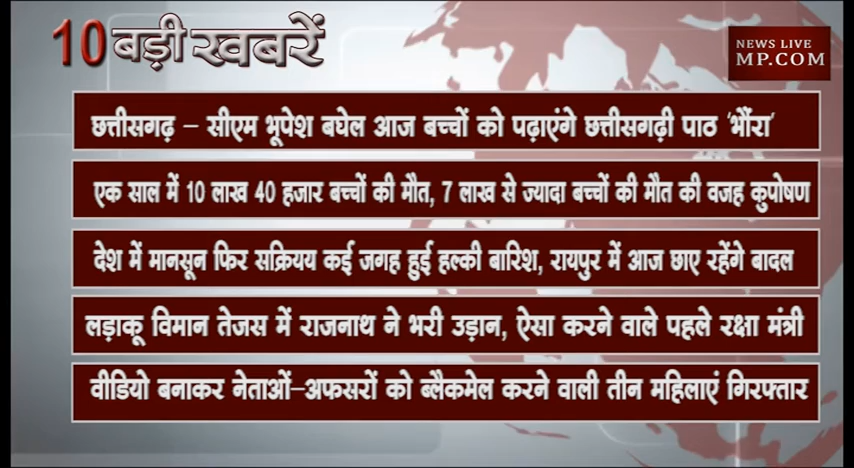 10 बड़ी खबरें
NEWS LIVE
MP.COM
छत्तीसगढ़ – सीएम भूपेश बघेल आज बच्चों को पढ़ाएंगे छत्तीसगढ़ी पाठ 'भौंरा'
एक साल में 10 लाख 40 हजार बच्चों की मौत, 7 लाख से ज्यादा बच्चों की मौत की वजह कुपोषण
देश में मानसून फिर सक्रियय कई जगह हुई हल्की बारिश, रायपुर में आज छाए रहेंगे बादल
लड़ाकू विमान तेजस में राजनाथ ने भरी उड़ान, ऐसा करने वाले पहले रक्षा मंत्री
वीडियो बनाकर नेताओं–अफसरों को ब्लैकमेल करने वाली तीन महिलाएं गिरफ्तार